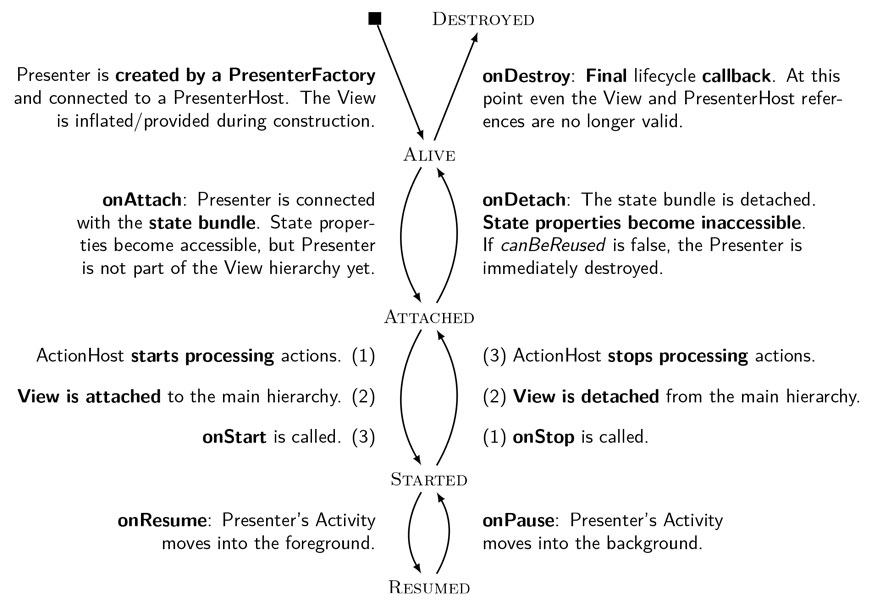 DESTROYED
Presenter is created by a PresenterFactory
and connected to a PresenterHost. The View
is inflated/provided during construction.
onDestroy: Final lifecycle callback. At this
point even the View and PresenterHost refer-
ences are no longer valid.
ALIVE
onAttach: Presenter is connected
with the state bundle. State proper-
ties become accessible, but Presenter
is not part of the View hierarchy yet.
onDetach: The state bundle is detached.
State properties become inaccessible.
If canBeReused is false, the Presenter is
immediately destroyed.
ATTACHED
ActionHost starts processing actions. (1)
View is attached to the main hierarchy. (2)
onStart is called. (3)
(3) ActionHost stops processing actions.
(2) View is detached from the main hierarchy.
(1) onStop is called.
STARTED
onResume: Presenter's Activity
moves into the foreground.
onPause: Presenter's Activity
moves into the background.
RESUMED